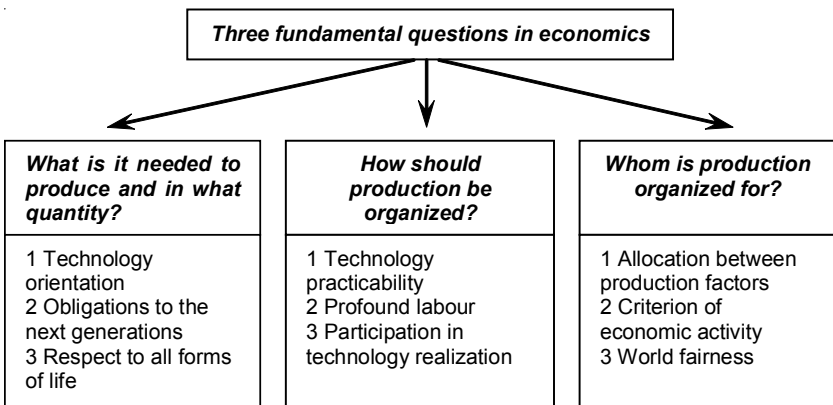 Three fundamental questions in economics
What is it needed to
produce and in what
quantity?
1 Technology
orientation
2 Obligations to the
next generations
3 Respect to all forms
of life
How should
production be
organized?
1 Technology
practicability
2 Profound labour
3 Participation in
technology realization
Whom is production
organized for?
1 Allocation between
production factors
2 Criterion of
economic activity
3 World fairness